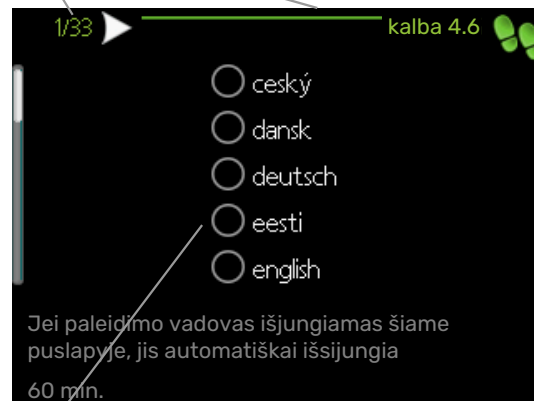 1/33
kalba 4.6
ceský
dansk
deutsch
eesti
english
Jei paleidimo vadovas išjungiamas šiame
puslapyje, jis automatiškai išsijungia
60 min.